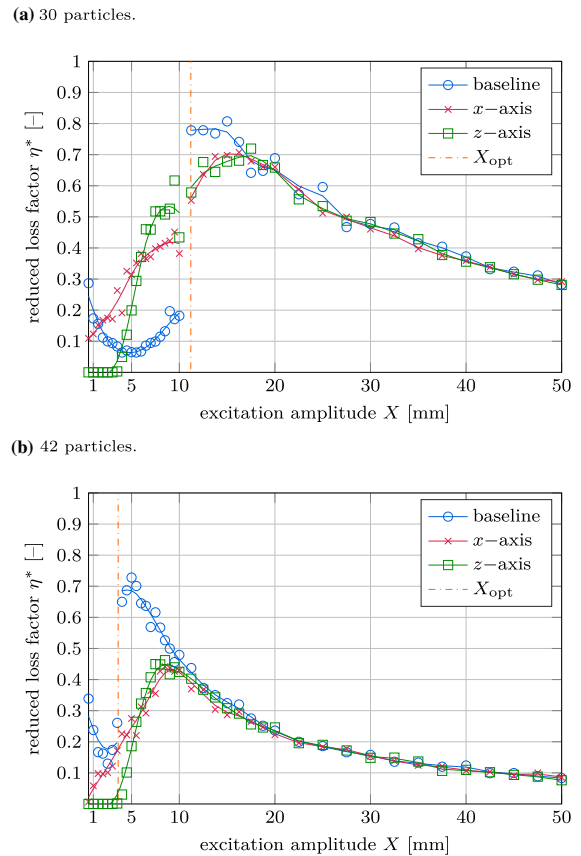 (a) 30 particles.
1
0.9
0.8
0.7
0.6
0.5
0.4
0.3
0.2
0.1
reduced loss factor η* [–]
baseline
x−axis
z−axis
X_opt
1 5 10 20 30 40 50
excitation amplitude X [mm]
(b) 42 particles.
1
0.9
0.8
0.7
0.6
0.5
0.4
0.3
0.2
0.1
reduced loss factor η* [–]
baseline
x−axis
z−axis
X_opt
1 5 10 20 30 40 50
excitation amplitude X [mm]